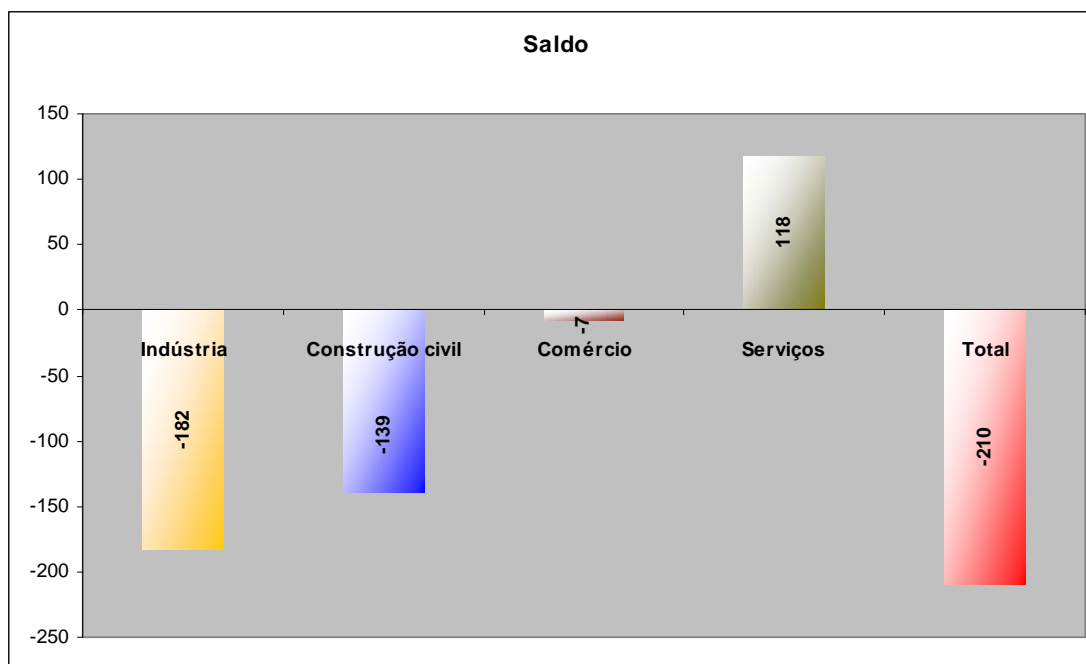 Saldo
150
100
50
0
-50
-100
-150
-200
-250
Indústria
Construção civil
Comércio
Serviços
Total
-182
-139
-7
118
-210